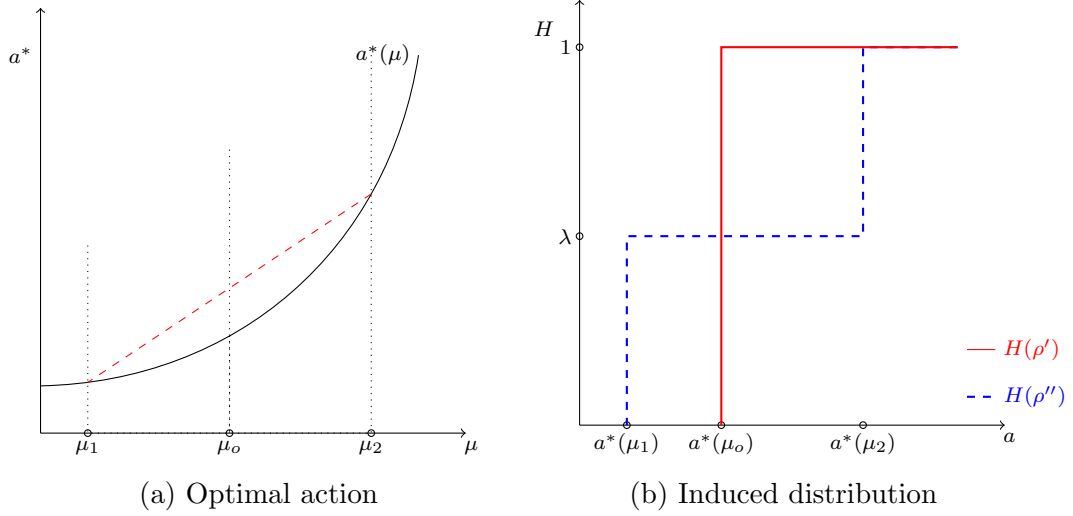 a*
a*(μ)
μ₁
μₒ
μ₂
μ
(a) Optimal action
H
1
λ
H(ρ′)
H(ρ′′)
a*(μ₁)
a*(μₒ)
a*(μ₂)
a
(b) Induced distribution